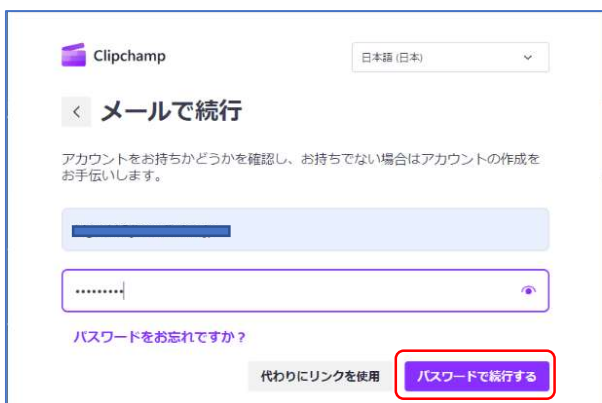 Clipchamp
日本語 (日本)
メールで続行
アカウントをお持ちかどうかを確認し、お持ちでない場合はアカウントの作成を
お手伝いします。
•••••••••
パスワードをお忘れですか？
代わりにリンクを使用
パスワードで続行する